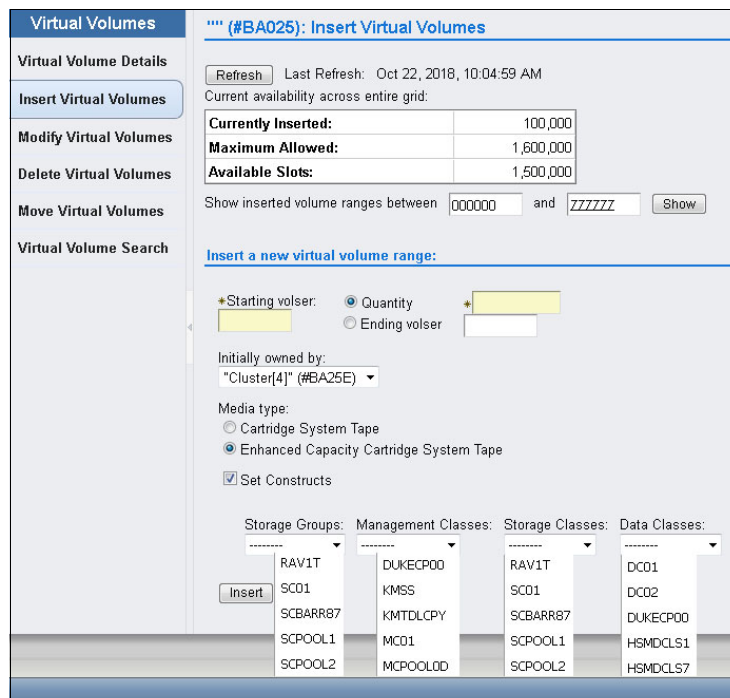 Virtual Volumes
Virtual Volume Details
Insert Virtual Volumes
Modify Virtual Volumes
Delete Virtual Volumes
Move Virtual Volumes
Virtual Volume Search
"" (#BA025): Insert Virtual Volumes
Refresh Last Refresh: Oct 22, 2018, 10:04:59 AM
Current availability across entire grid:
Currently Inserted: 100,000
Maximum Allowed: 1,600,000
Available Slots: 1,500,000
Show inserted volume ranges between 000000 and ZZZZZZ Show
Insert a new virtual volume range:
*Starting volser: Quantity *
Ending volser
Initially owned by:
"Cluster[4]" (#BA25E)
Media type:
Cartridge System Tape
Enhanced Capacity Cartridge System Tape
Set Constructs
Storage Groups: Management Classes: Storage Classes: Data Classes:
-------- -------- -------- --------
RAV1T DUKECP00 RAV1T DC01
Insert SC01 KMSS SC01 DC02
SCBARR87 KMTDLCPY SCBARR87 DUKECP00
SCPOOL1 MC01 SCPOOL1 HSMDCLS1
SCPOOL2 MCPOOL0D SCPOOL2 HSMDCLS7